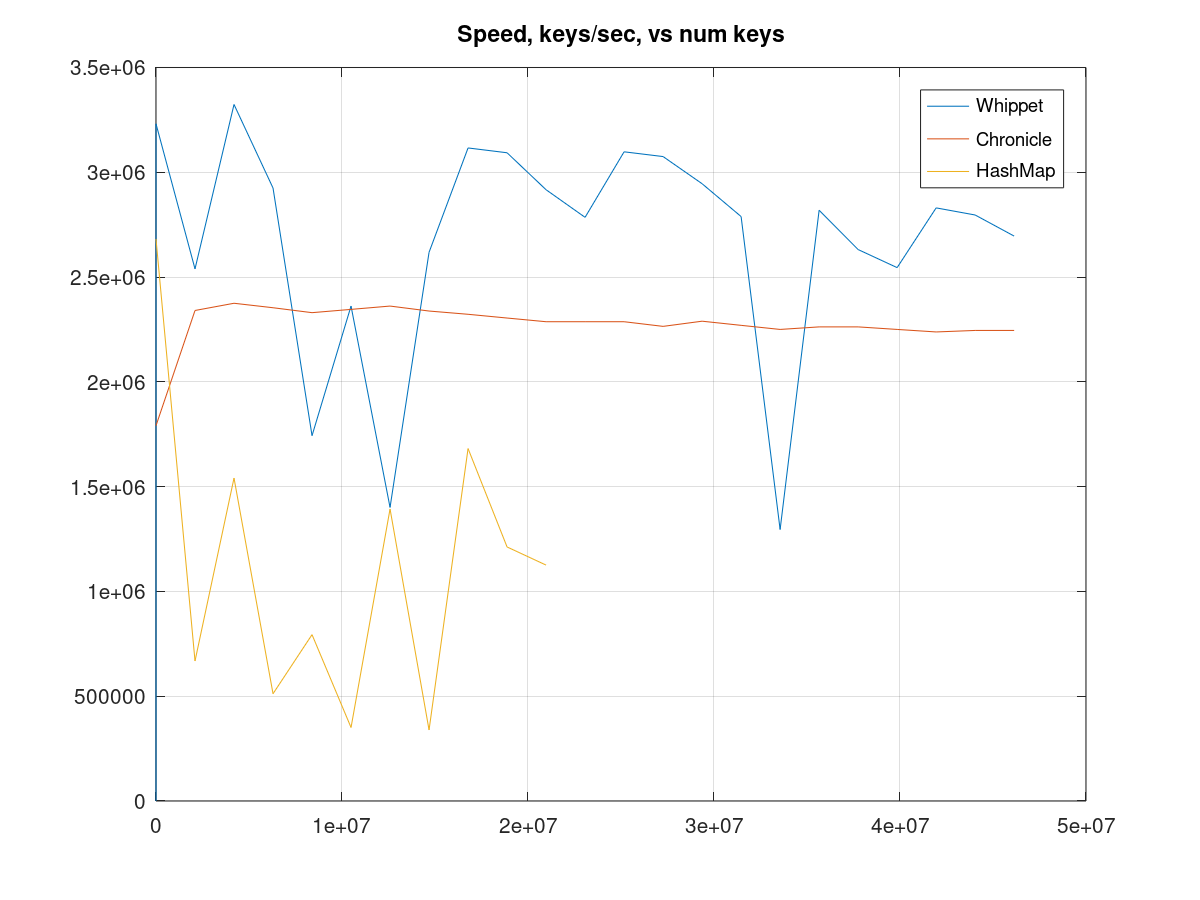 Speed, keys/sec, vs num keys
3.5e+06
3e+06
2.5e+06
2e+06
1.5e+06
1e+06
500000
0
0 1e+07 2e+07 3e+07 4e+07 5e+07
Whippet
Chronicle
HashMap